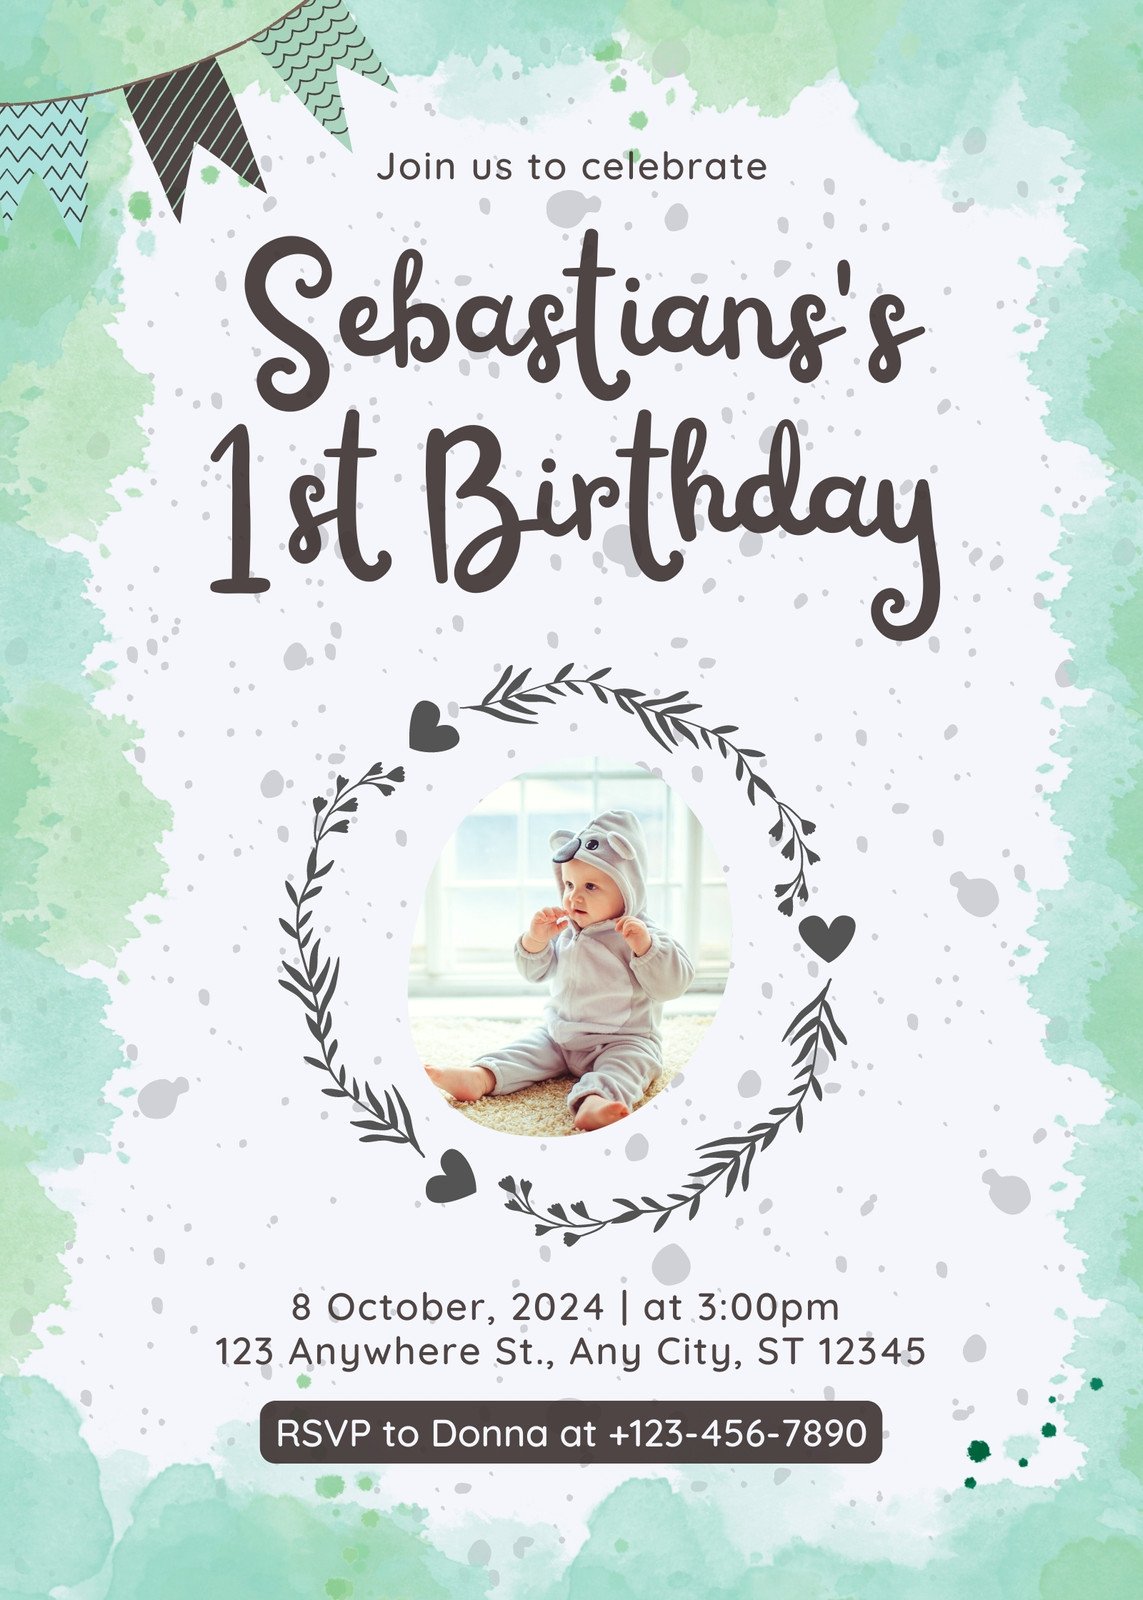 Join us to celebrate
Sebastians's
1st Birthday
8 October, 2024 | at 3:00pm
123 Anywhere St., Any City, ST 12345
RSVP to Donna at +123-456-7890